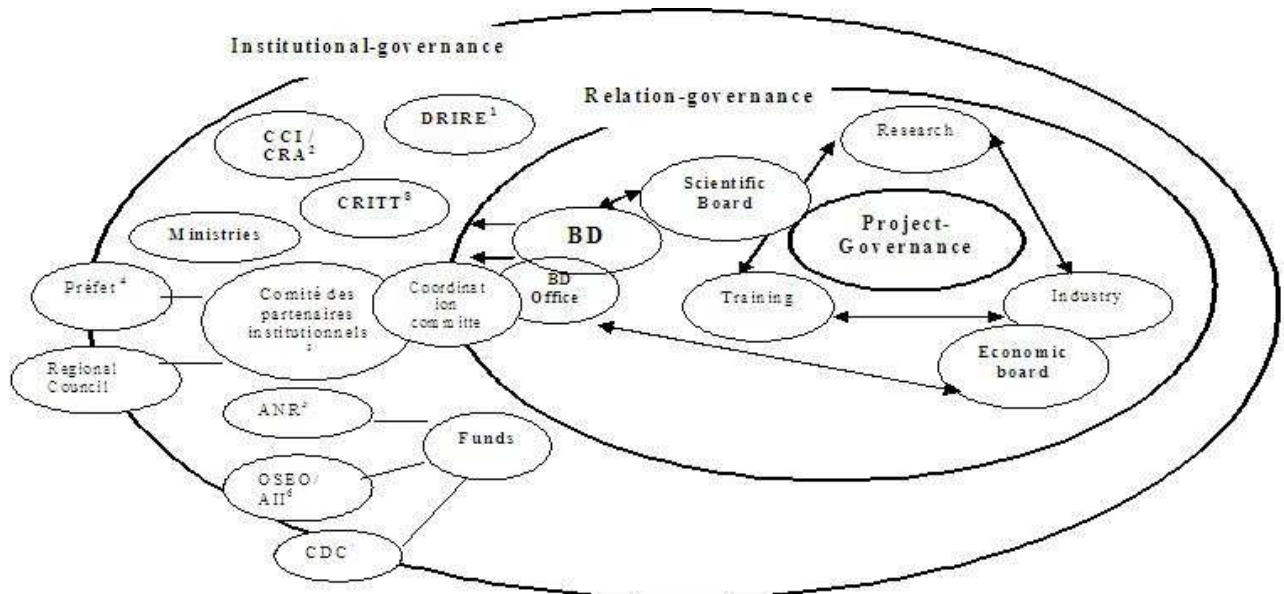 Institutional-governance
Relation-governance
DRIRE¹
CCI/
CRA²
Research
CRITT³
Scientific
Board
Ministries
BD
Project-
Governance
Préfet⁴
Comité des
partenaires
institutionnels
Coordinat
ion
committe
BD
Office
Training
Industry
Regional
Council
Economic
board
ANR
Funds
OSEO/
AII⁶
CDC